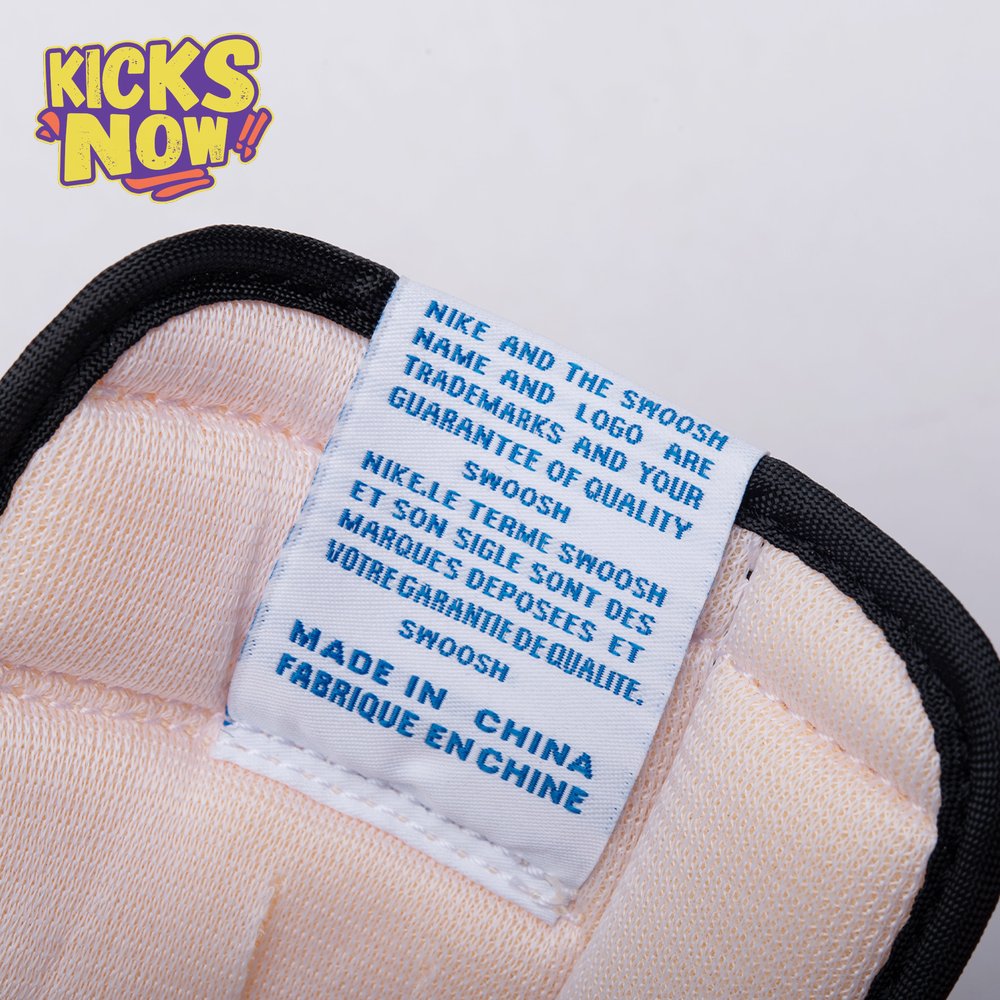 KICKS
NOW!!
NIKE AND THE SWOOSH
NAME AND LOGO ARE
TRADEMARKS AND YOUR
GUARANTEE OF QUALITY
SWOOSH
NIKE.LE TERME SWOOSH
ET SON SIGLE SONT DES
MARQUES DEPOSEES ET
VOTRE GARANTIE DE QUALITE.
SWOOSH
MADE IN CHINA
FABRIQUE EN CHINE